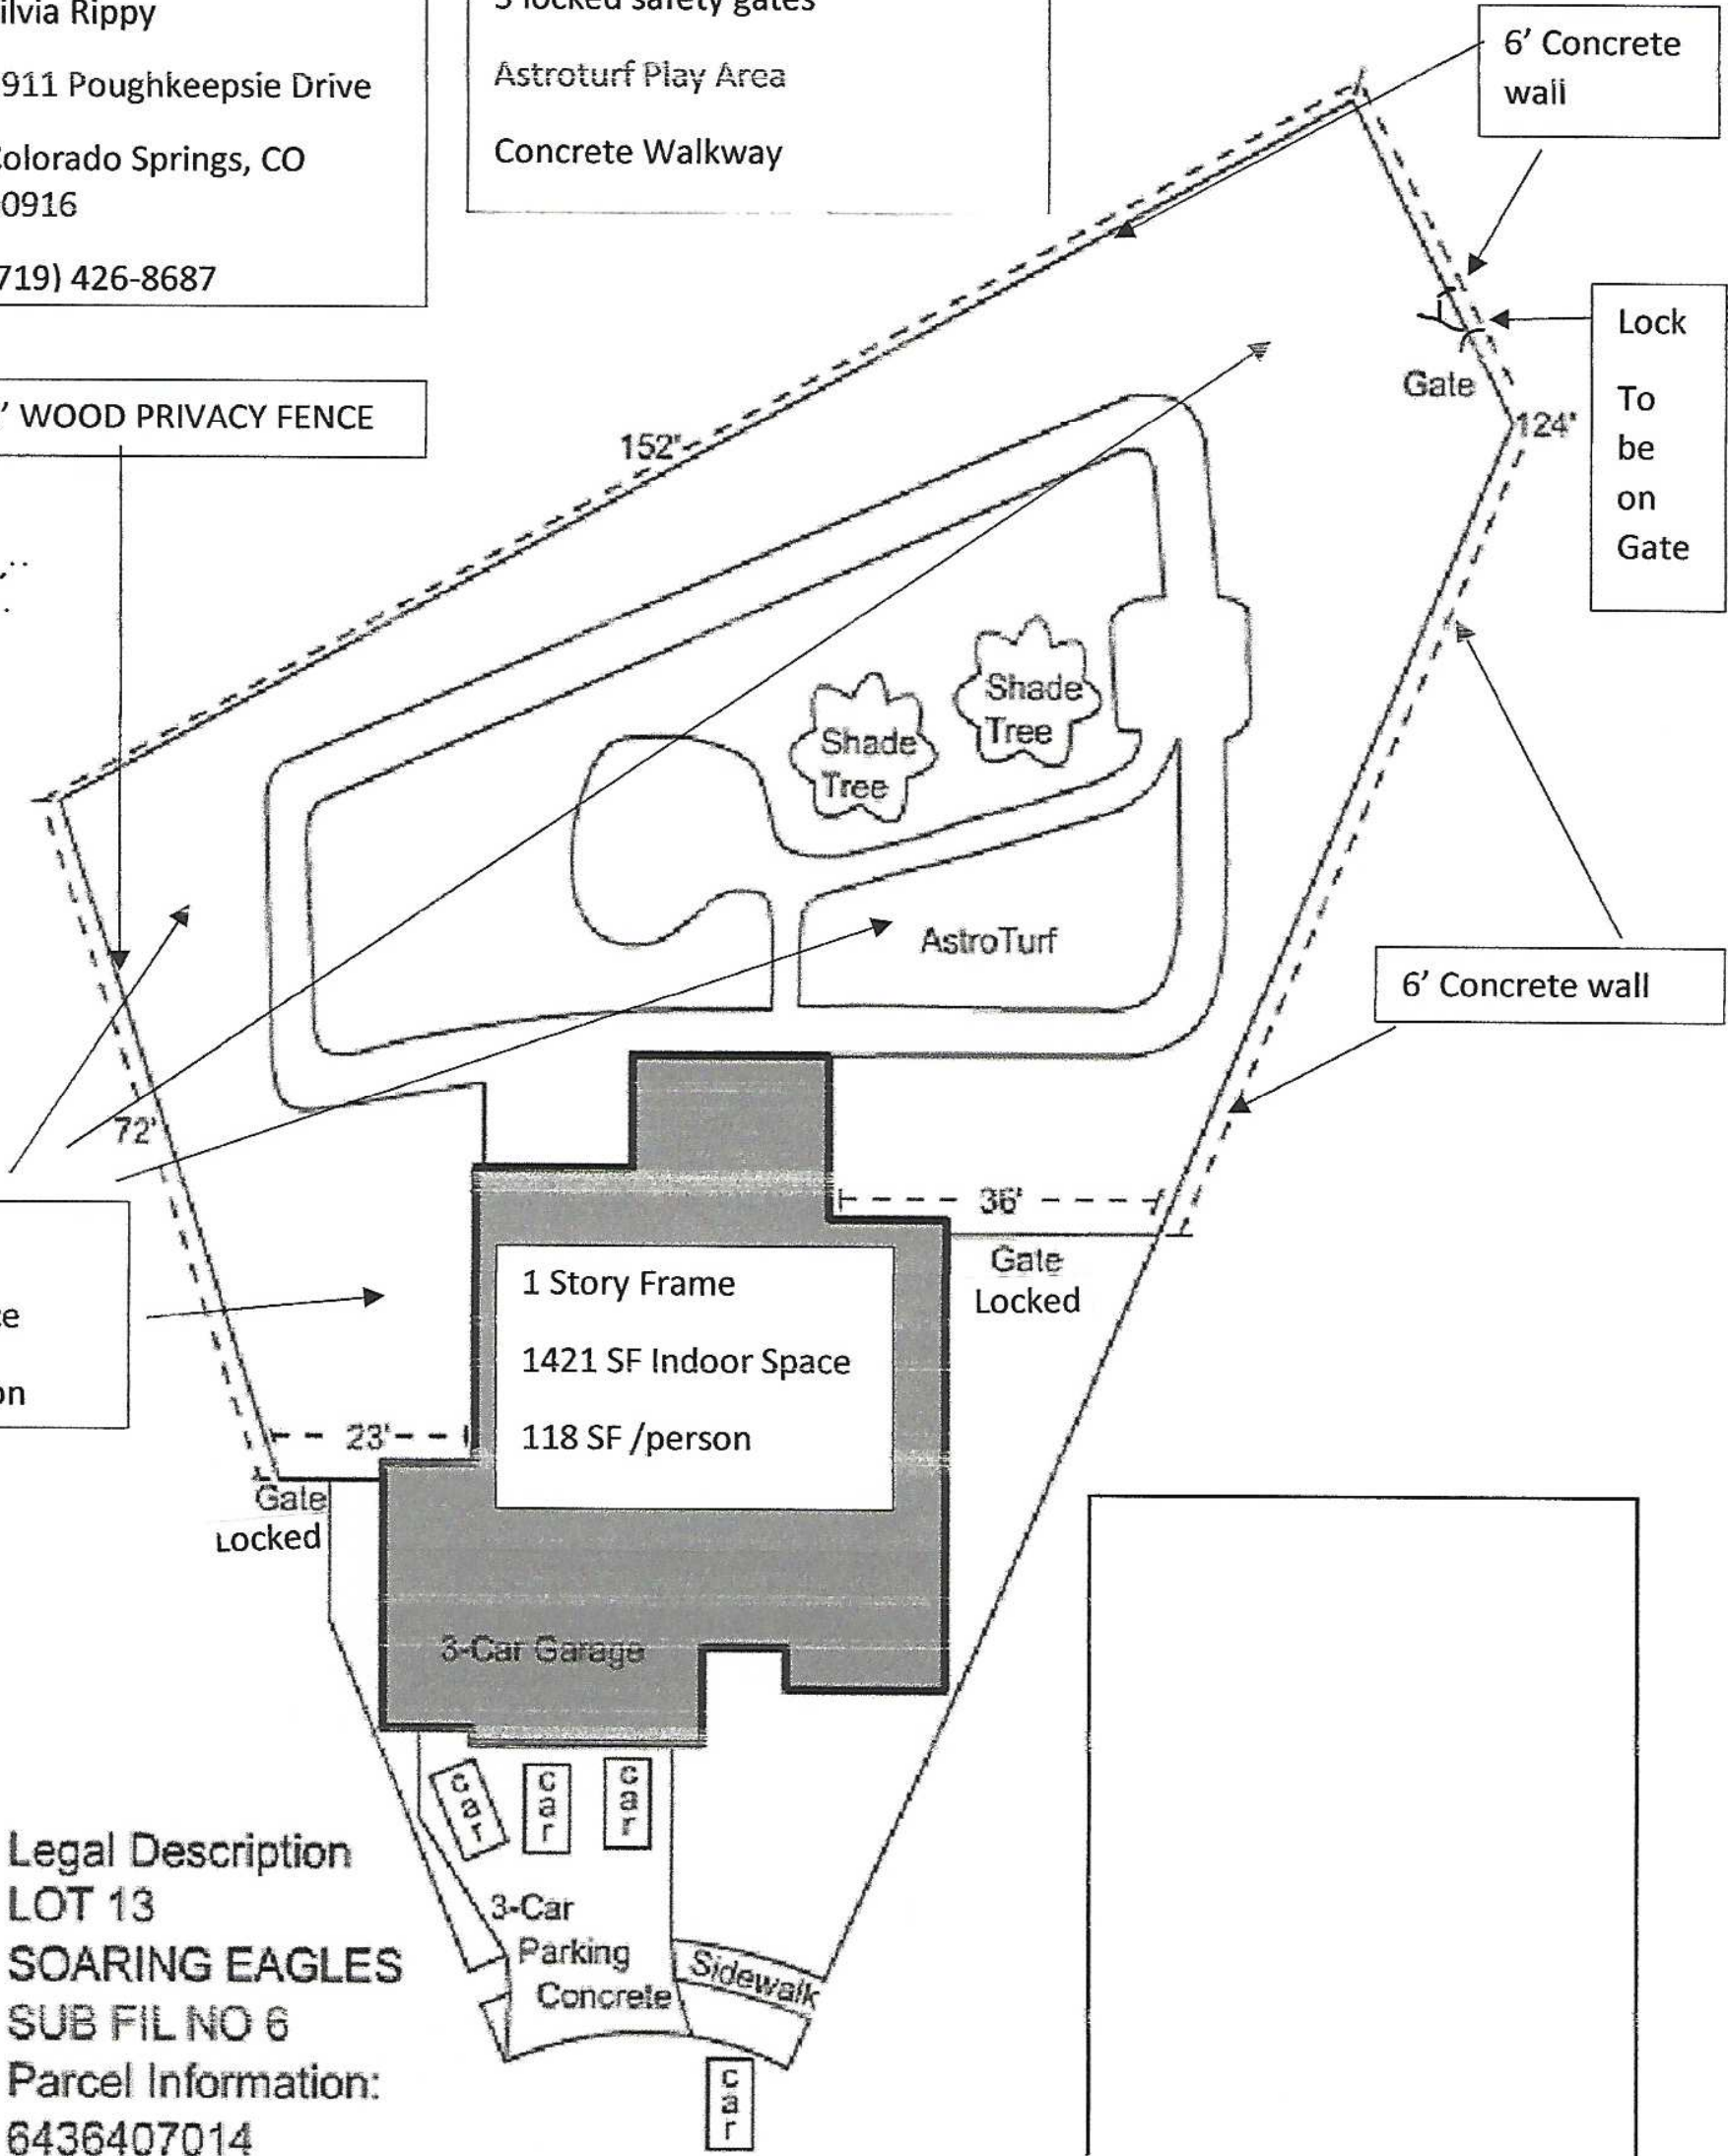 ilvia Rippy
911 Poughkeepsie Drive
Colorado Springs, CO
0916
719) 426-8687
3 locked safety gates
Astroturf Play Area
Concrete Walkway
6' Concrete
wall
Lock
To
be
on
Gate
Gate
124'
' WOOD PRIVACY FENCE
152'
Shade
Tree
Shade
Tree
AstroTurf
6' Concrete wall
72'
36'
Gate
Locked
ce
on
1 Story Frame
1421 SF Indoor Space
118 SF /person
23'
Gate
Locked
3-Car Garage
car
car
car
3-Car
Parking
Concrete
Sidewalk
car
Legal Description
LOT 13
SOARING EAGLES
SUB FIL NO 6
Parcel Information:
6436407014